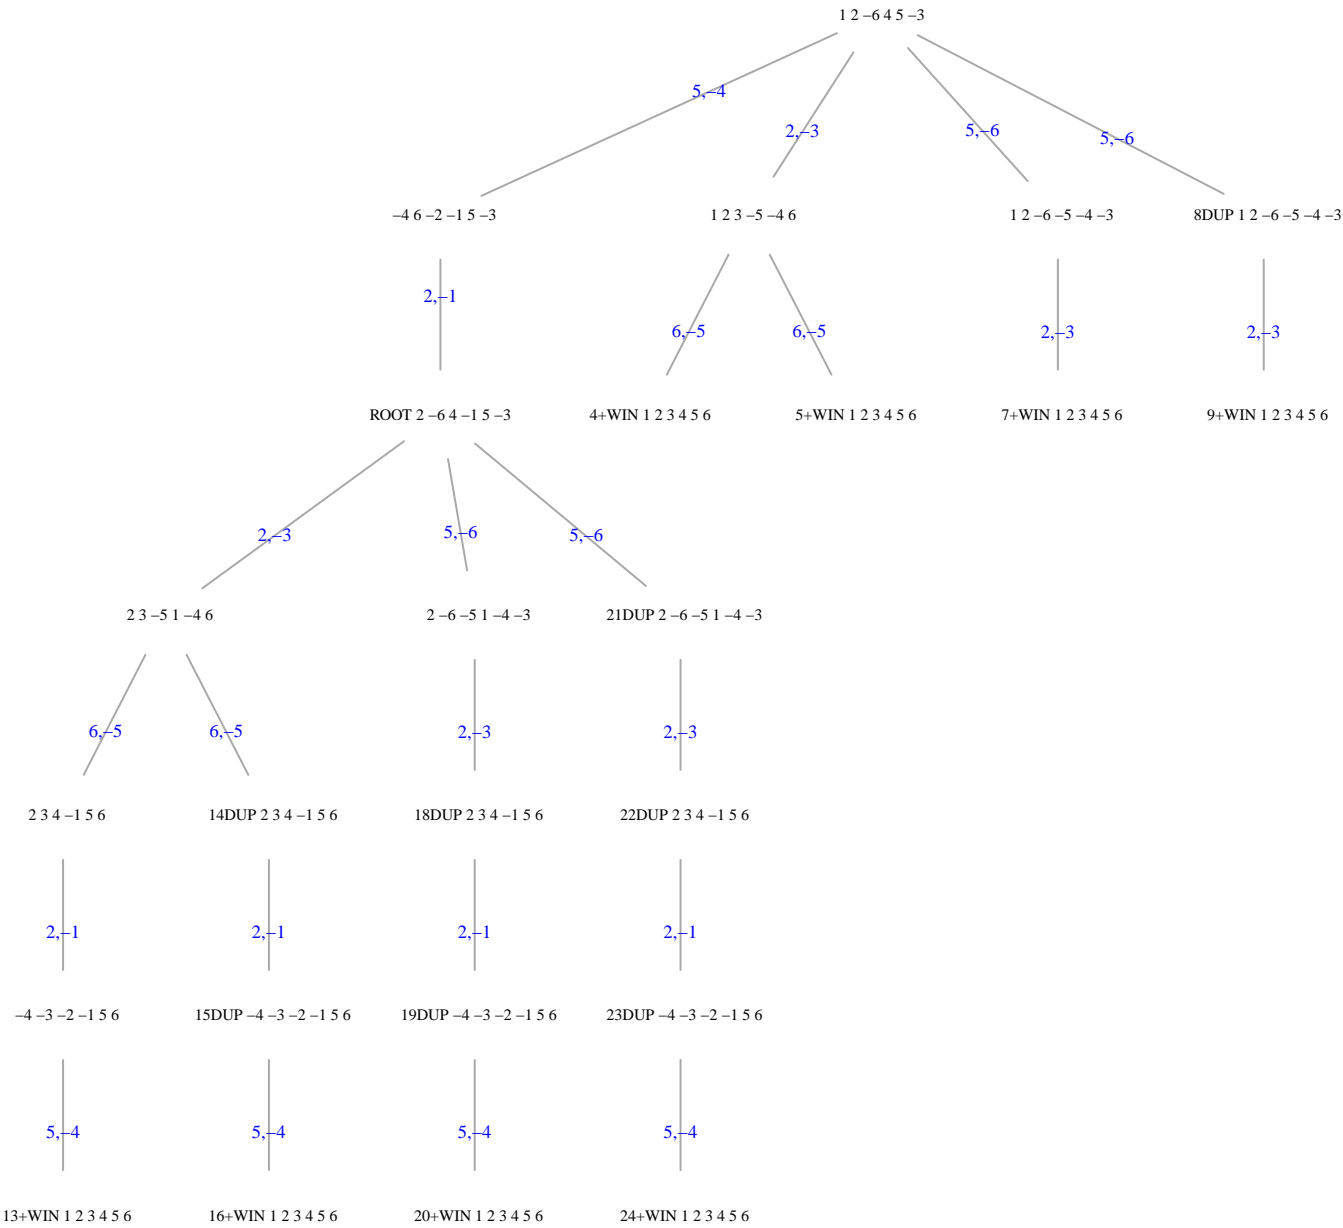 1 2 −6 4 5 −3
5,−4
2,−3
5,−6
5,−6
−4 6 −2 −1 5 −3
1 2 3 −5 −4 6
1 2 −6 −5 −4 −3
8DUP 1 2 −6 −5 −4 −3
2,−1
6,−5
6,−5
2,−3
2,−3
ROOT 2 −6 4 −1 5 −3
4+WIN 1 2 3 4 5 6
5+WIN 1 2 3 4 5 6
7+WIN 1 2 3 4 5 6
9+WIN 1 2 3 4 5 6
2,−3
5,−6
5,−6
2 3 −5 1 −4 6
2 −6 −5 1 −4 −3
21DUP 2 −6 −5 1 −4 −3
6,−5
6,−5
2,−3
2,−3
2 3 4 −1 5 6
14DUP 2 3 4 −1 5 6
18DUP 2 3 4 −1 5 6
22DUP 2 3 4 −1 5 6
2,−1
2,−1
2,−1
2,−1
−4 −3 −2 −1 5 6
15DUP −4 −3 −2 −1 5 6
19DUP −4 −3 −2 −1 5 6
23DUP −4 −3 −2 −1 5 6
5,−4
5,−4
5,−4
5,−4
13+WIN 1 2 3 4 5 6
16+WIN 1 2 3 4 5 6
20+WIN 1 2 3 4 5 6
24+WIN 1 2 3 4 5 6